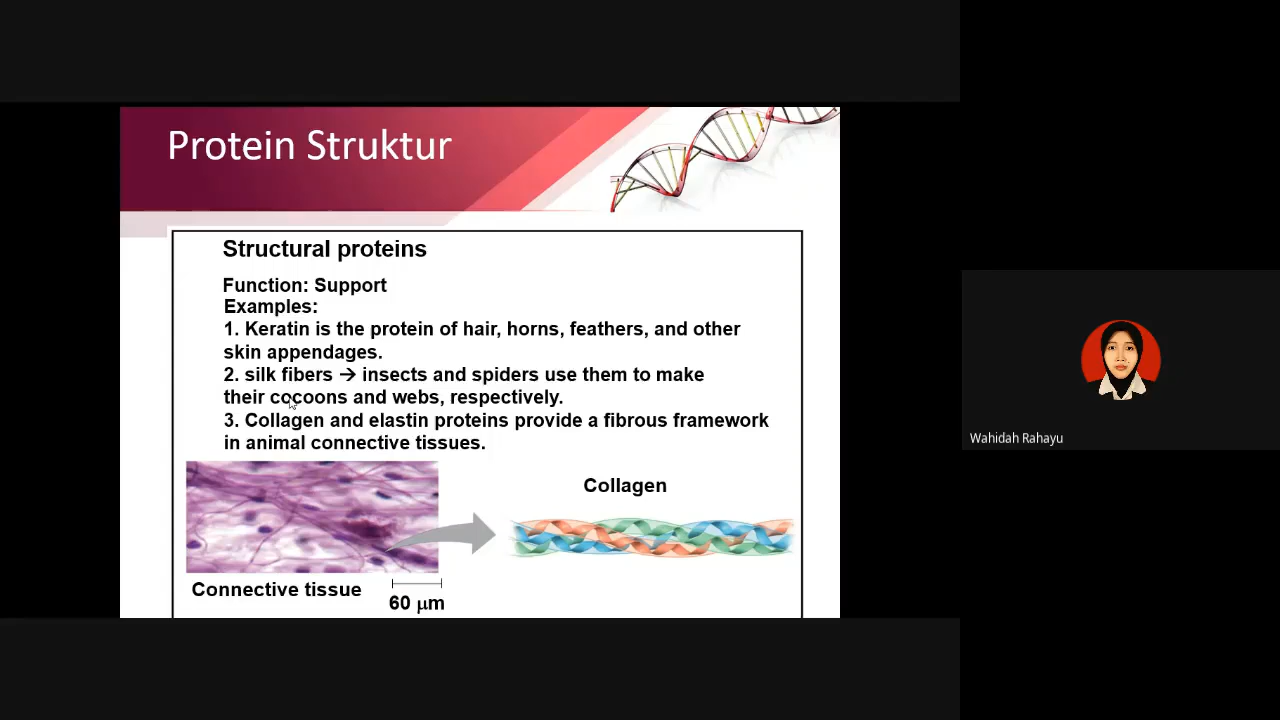 Protein Struktur
Structural proteins
Function: Support
Examples:
1. Keratin is the protein of hair, horns, feathers, and other
skin appendages.
2. silk fibers → insects and spiders use them to make
their cocoons and webs, respectively.
3. Collagen and elastin proteins provide a fibrous framework
in animal connective tissues.
Collagen
Connective tissue
60 μm
Wahidah Rahayu